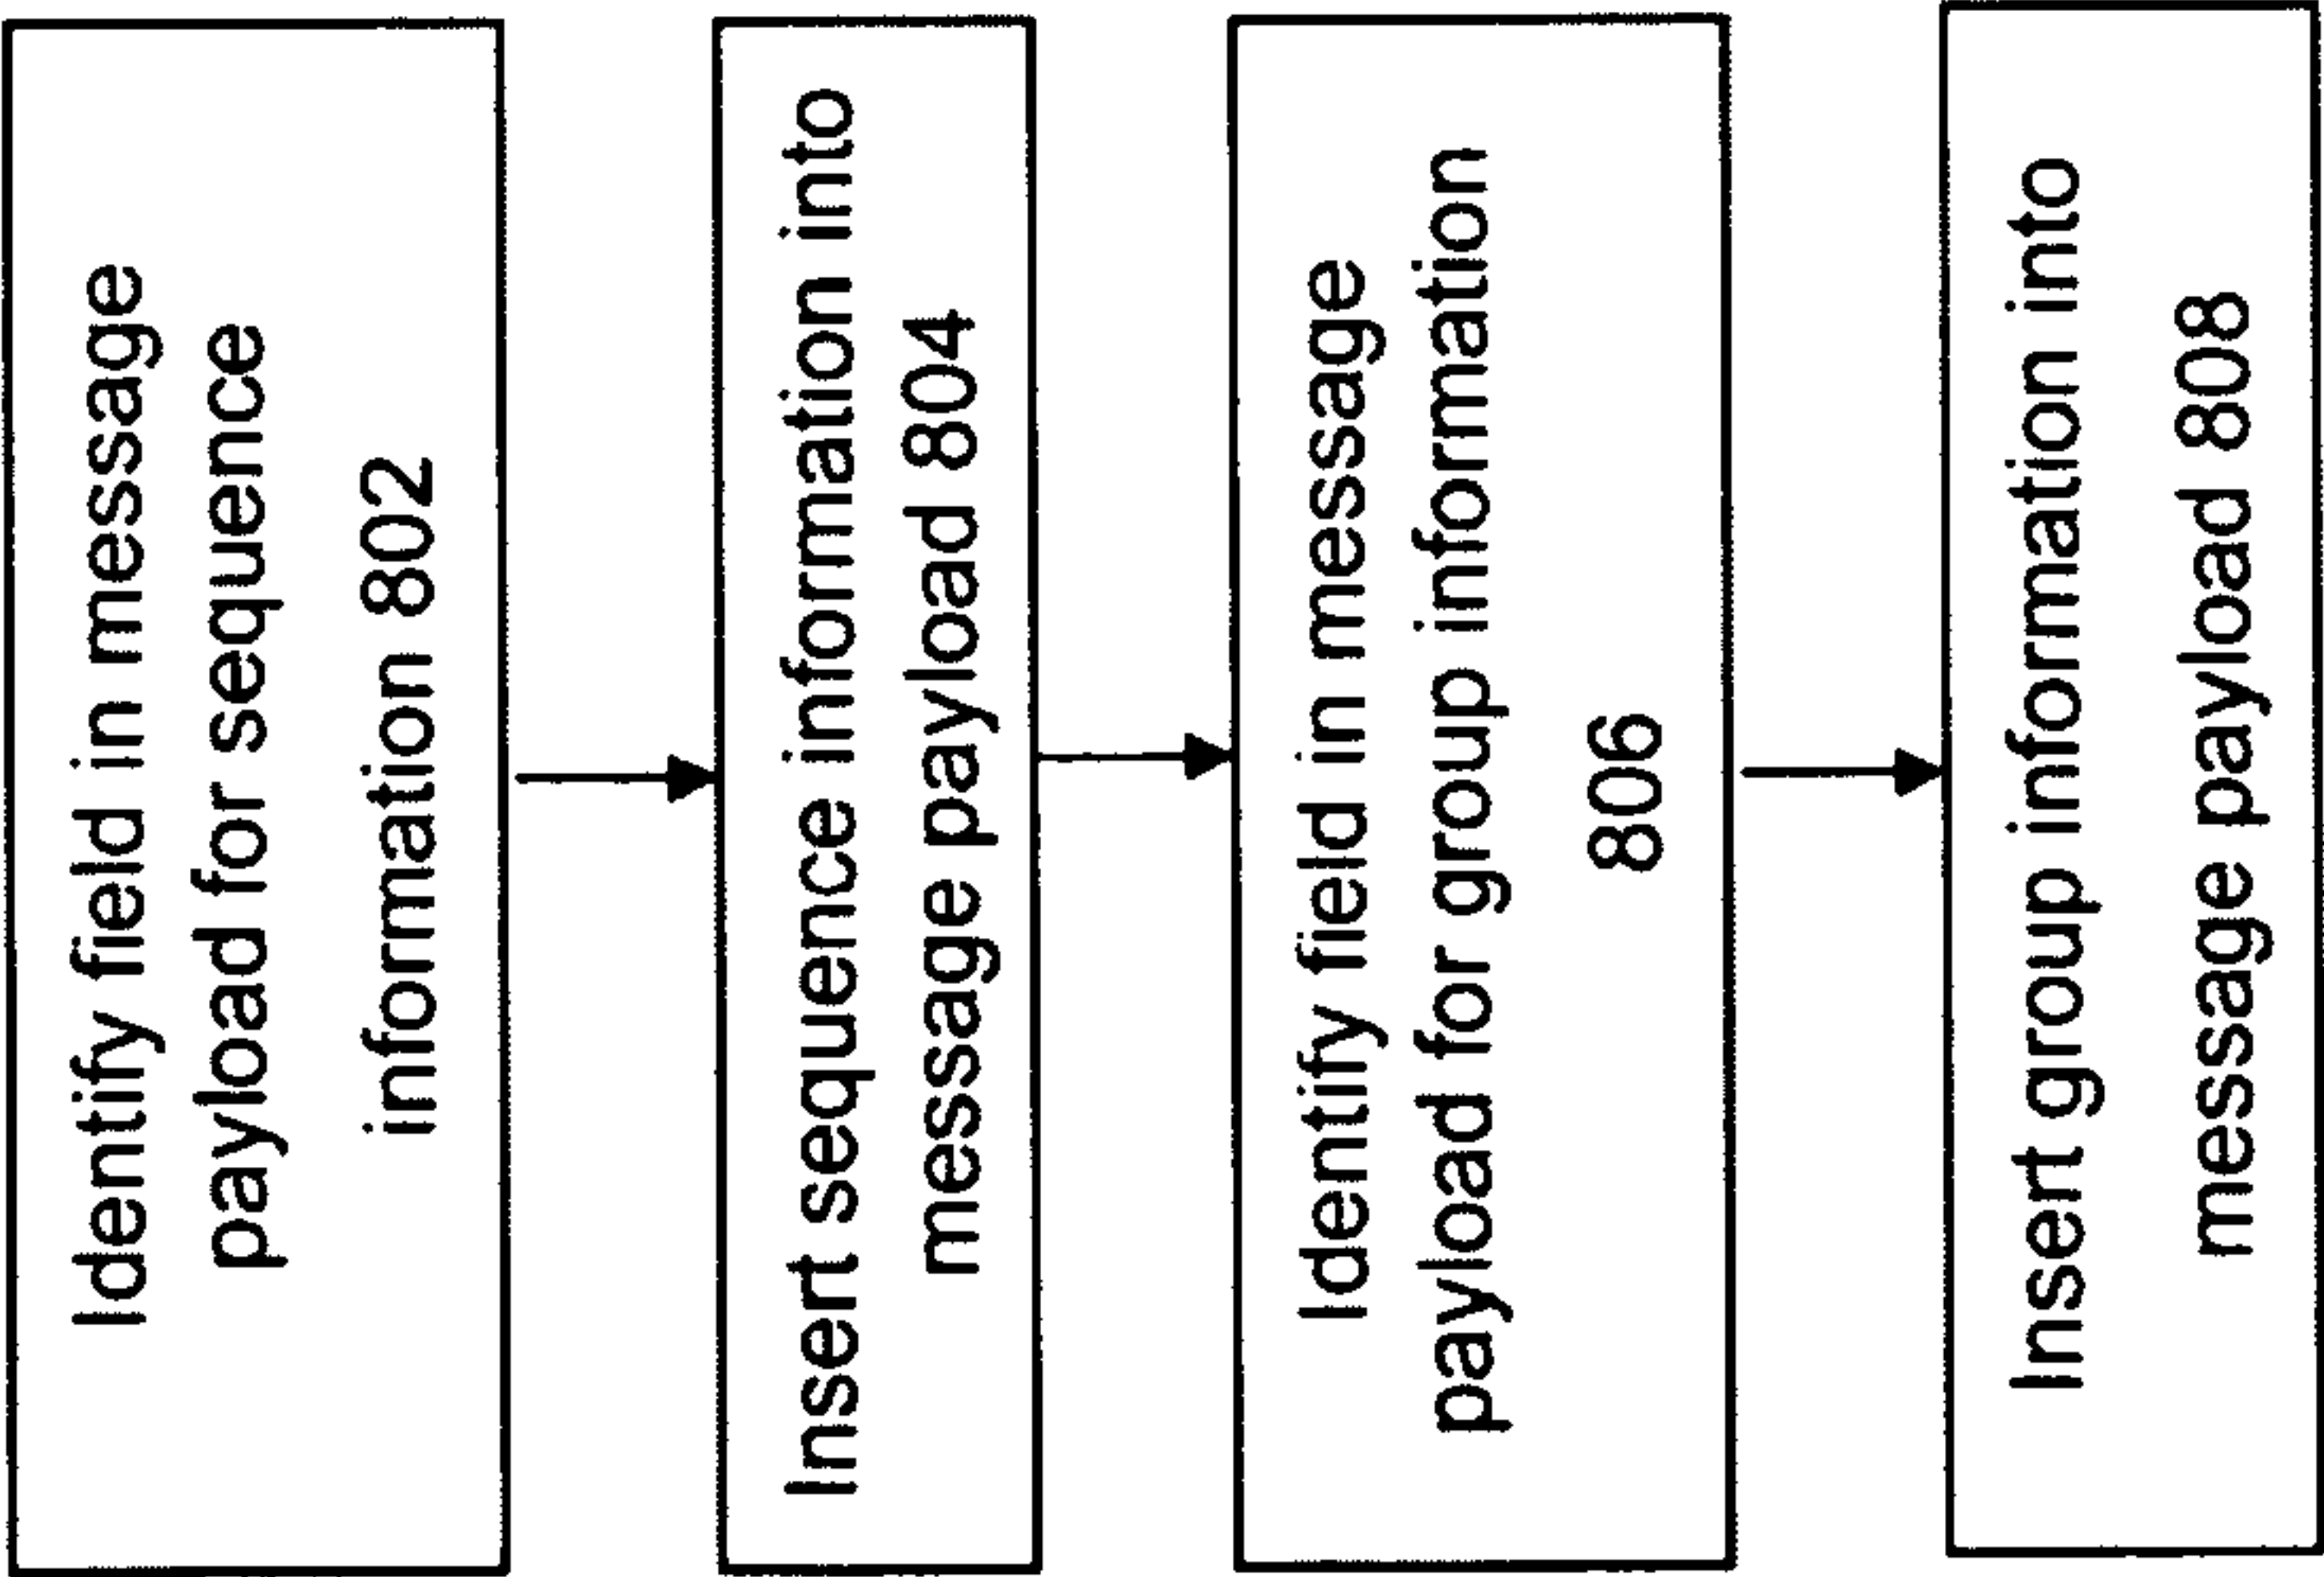 Identify field in message
payload for sequence
information 802
Insert sequence information into
message payload 804
Identify field in message
payload for group information
806
Insert group information into
message payload 808